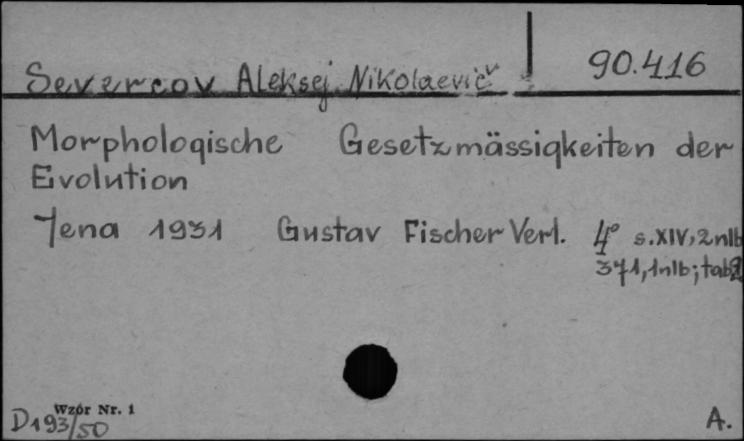 Severcov Aleksej Nikolaevič 90.416
Morphologische Gesetzmässigkeiten der
Evolution
Jena 1931 Gustav Fischer Verl. 4° s.XIV,2nlb
371,1nlb;tab2
Wzór Nr. 1
D193/50
A.